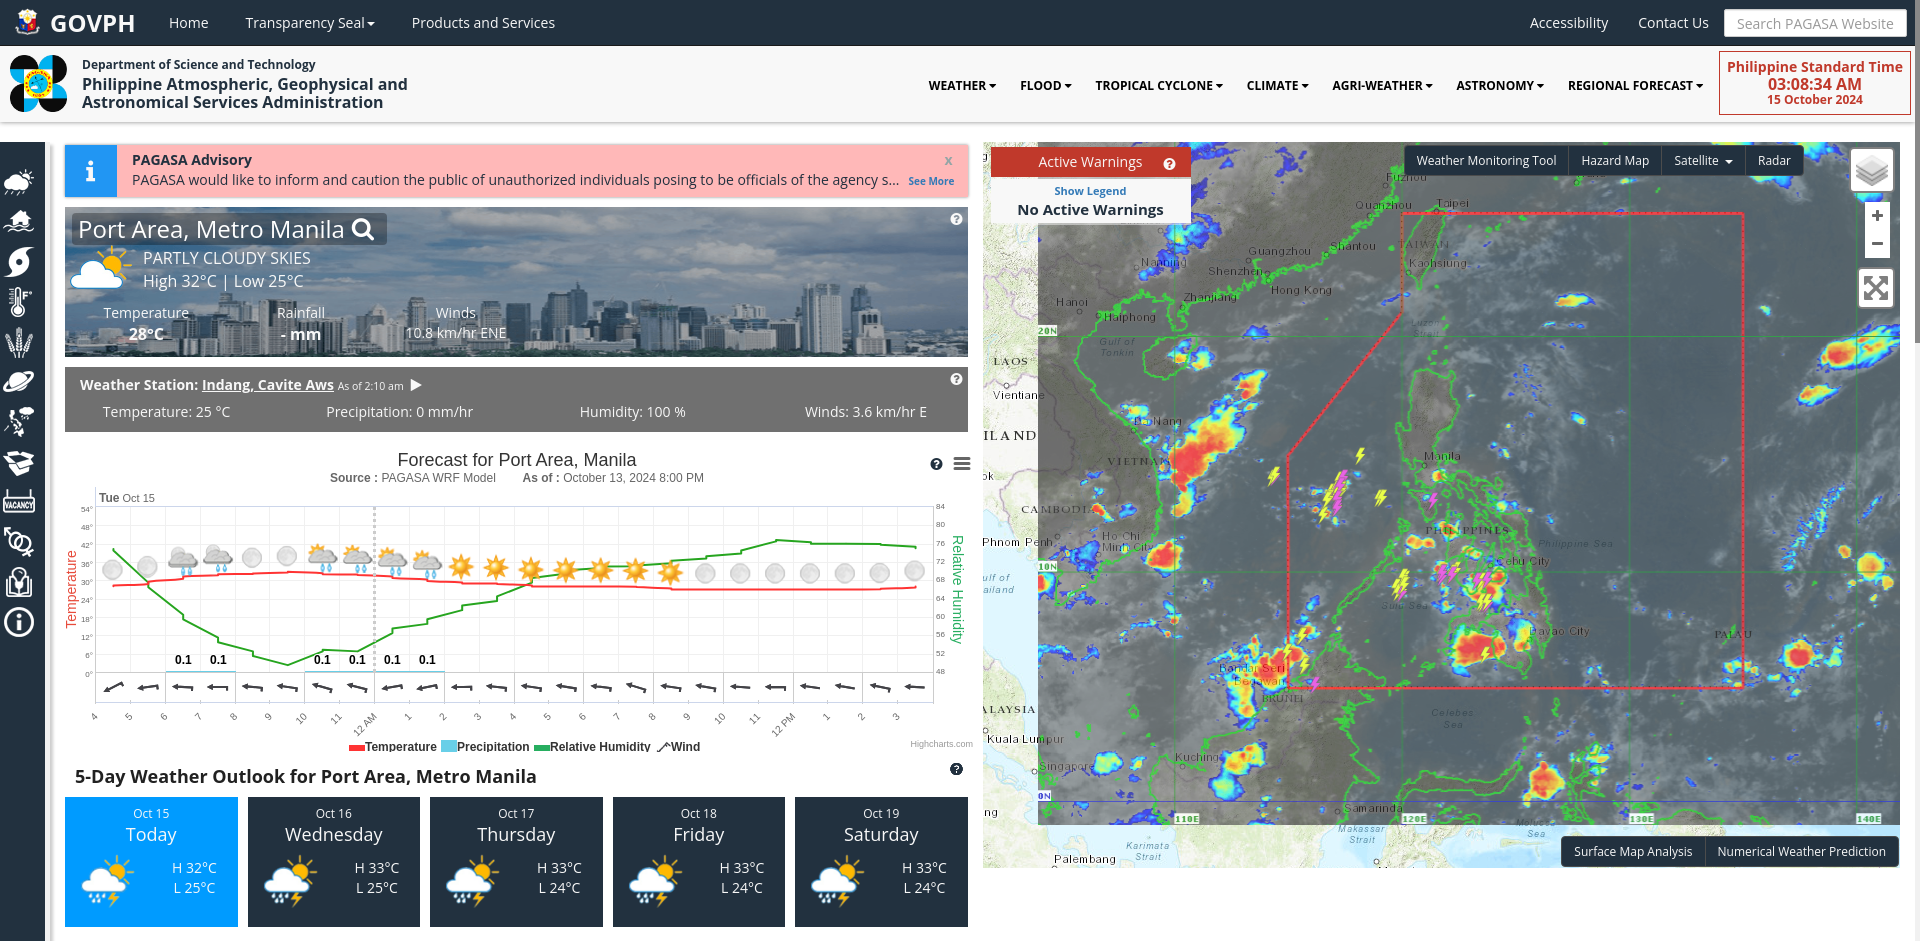 GOVPH
Home
Transparency Seal
Products and Services
Accessibility
Contact Us
Search PAGASA Website
Department of Science and Technology
Philippine Atmospheric, Geophysical and
Astronomical Services Administration
WEATHER
FLOOD
TROPICAL CYCLONE
CLIMATE
AGRI-WEATHER
ASTRONOMY
REGIONAL FORECAST
Philippine Standard Time
03:08:34 AM
15 October 2024
VACANCY
PAGASA Advisory
x
PAGASA would like to inform and caution the public of unauthorized individuals posing to be officials of the agency s... See More
Port Area, Metro Manila
PARTLY CLOUDY SKIES
High 32°C | Low 25°C
Temperature Rainfall Winds
28°C - mm 10.8 km/hr ENE
Weather Station: Indang, Cavite Aws As of 2:10 am
Temperature: 25 °C Precipitation: 0 mm/hr Humidity: 100 % Winds: 3.6 km/hr E
Forecast for Port Area, Manila
Source : PAGASA WRF Model As of : October 13, 2024 8:00 PM
Tue Oct 15
54°
48°
42°
36°
30°
24°
18°
12°
6°
0°
Temperature
84
80
76
72
68
64
60
56
52
48
Relative Humidity
0.1 0.1 0.1 0.1 0.1 0.1
4 5 6 7 8 9 10 11 12 AM 1 2 3 4 5 6 7 8 9 10 11 12 PM 1 2 3
Temperature Precipitation Relative Humidity Wind
Highcharts.com
5-Day Weather Outlook for Port Area, Metro Manila
Oct 15
Today
H 32°C
L 25°C
Oct 16
Wednesday
H 33°C
L 25°C
Oct 17
Thursday
H 33°C
L 24°C
Oct 18
Friday
H 33°C
L 24°C
Oct 19
Saturday
H 33°C
L 24°C
Active Warnings
Show Legend
No Active Warnings
Weather Monitoring Tool
Hazard Map
Satellite
Radar
+
−
Fuzhou
Quanzhou
Taipei
Guangzhou
Shantou
TAIWAN
Nanning
Shenzhen
Kaohsiung
Hong Kong
Hanoi
Zhanjiang
Haiphong
20N
Gulf of
Tonkin
LAOS
Vientiane
Da Nang
ILAND
VIETNAM
Manila
ok
CAMBODIA
PHILIPPINES
Phnom Penh
Ho Chi
Minh City
Philippine Sea
Cebu City
10N
ulf of
ailand
Sulu Sea
Davao City
PALAU
Bandar Seri
Begawan
BRUNEI
ALAYSIA
Celebes
Sea
Kuala Lumpur
Kuching
Singapore
0N
ng
Samarinda
110E
120E
130E
140E
Makassar
Strait
Sea
Karimata
Strait
Palembang
Surface Map Analysis
Numerical Weather Prediction